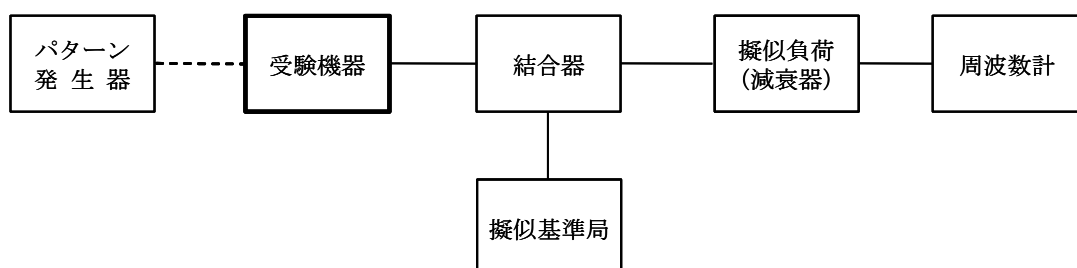 パターン
発 生 器
受験機器
結合器
擬似負荷
（減衰器）
周波数計
擬似基準局